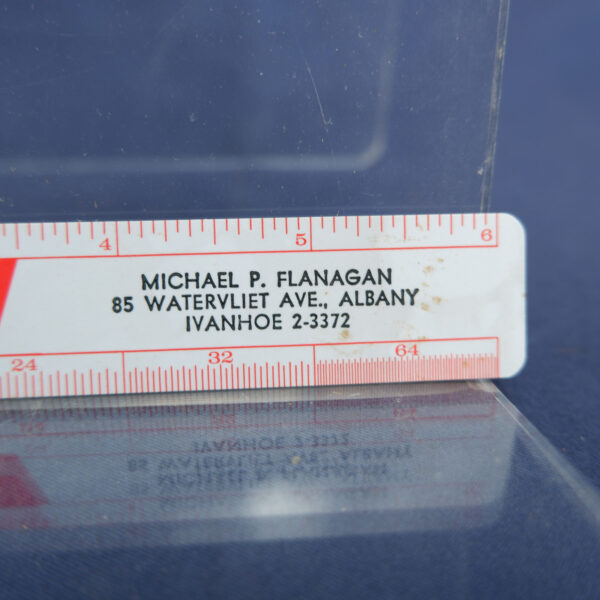 4 5 6
MICHAEL P. FLANAGAN
85 WATERVLIET AVE., ALBANY
IVANHOE 2-3372
24 32 64